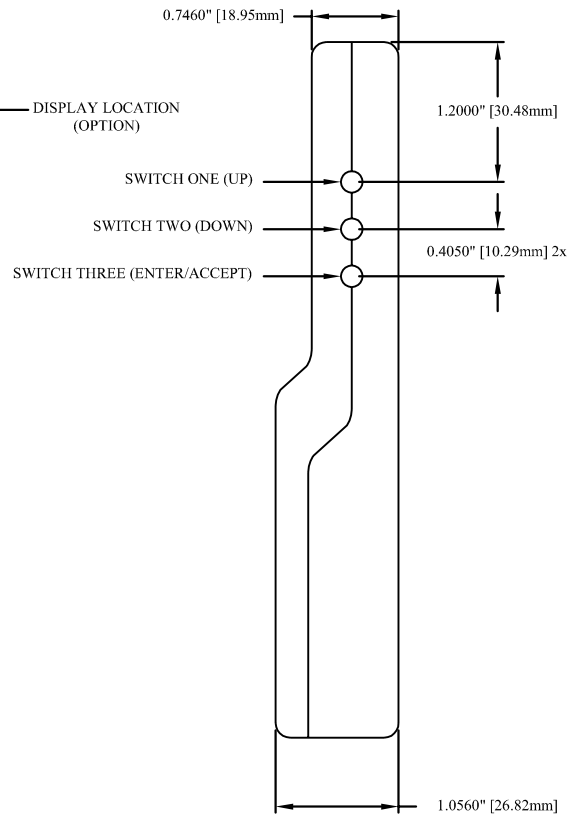 0.7460" [18.95mm]
DISPLAY LOCATION
(OPTION)
1.2000" [30.48mm]
SWITCH ONE (UP)
SWITCH TWO (DOWN)
0.4050" [10.29mm] 2x
SWITCH THREE (ENTER/ACCEPT)
1.0560" [26.82mm]